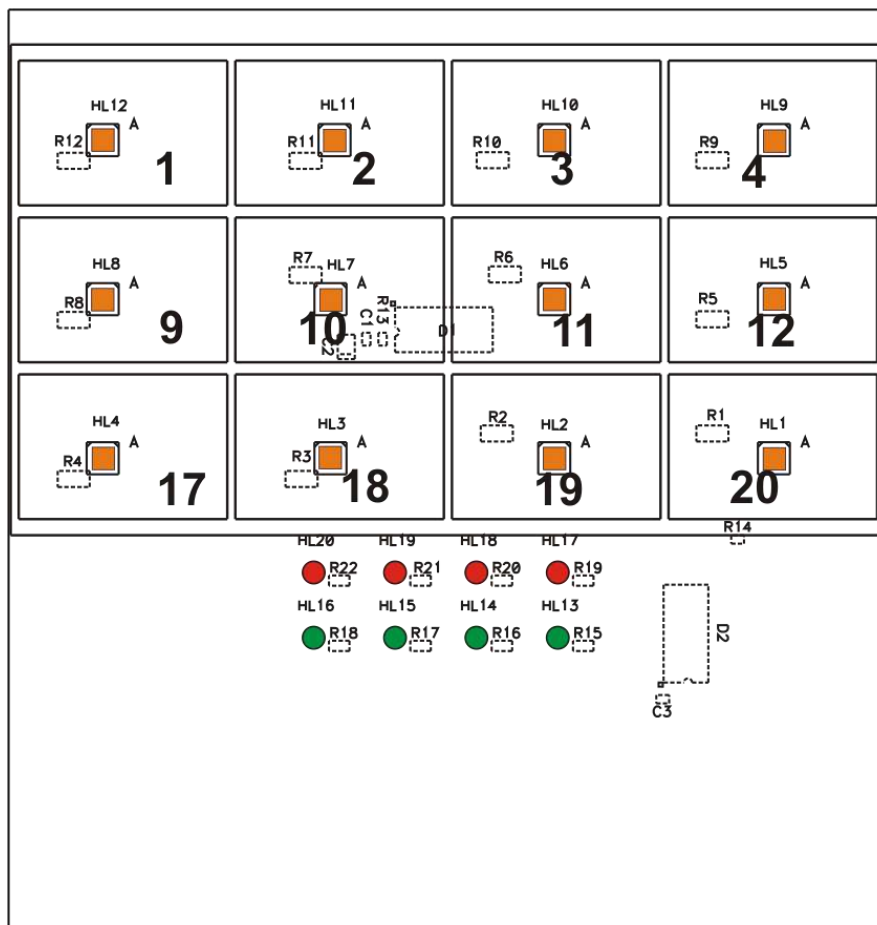 HL12 HL11 HL10 HL9
A A A A
R12 R11 R10 R9
1 2 3 4
HL8 R7 HL7 R6 HL6 HL5
A A A A
R8 C1 R13 D1 R5
9 10 C2 11 12
HL4 HL3 R2 HL2 R1 HL1
A A A A
R4 R3
17 18 19 20
R14
HL20 HL19 HL18 HL17
R22 R21 R20 R19
HL16 HL15 HL14 HL13
R18 R17 R16 R15
D2
C3